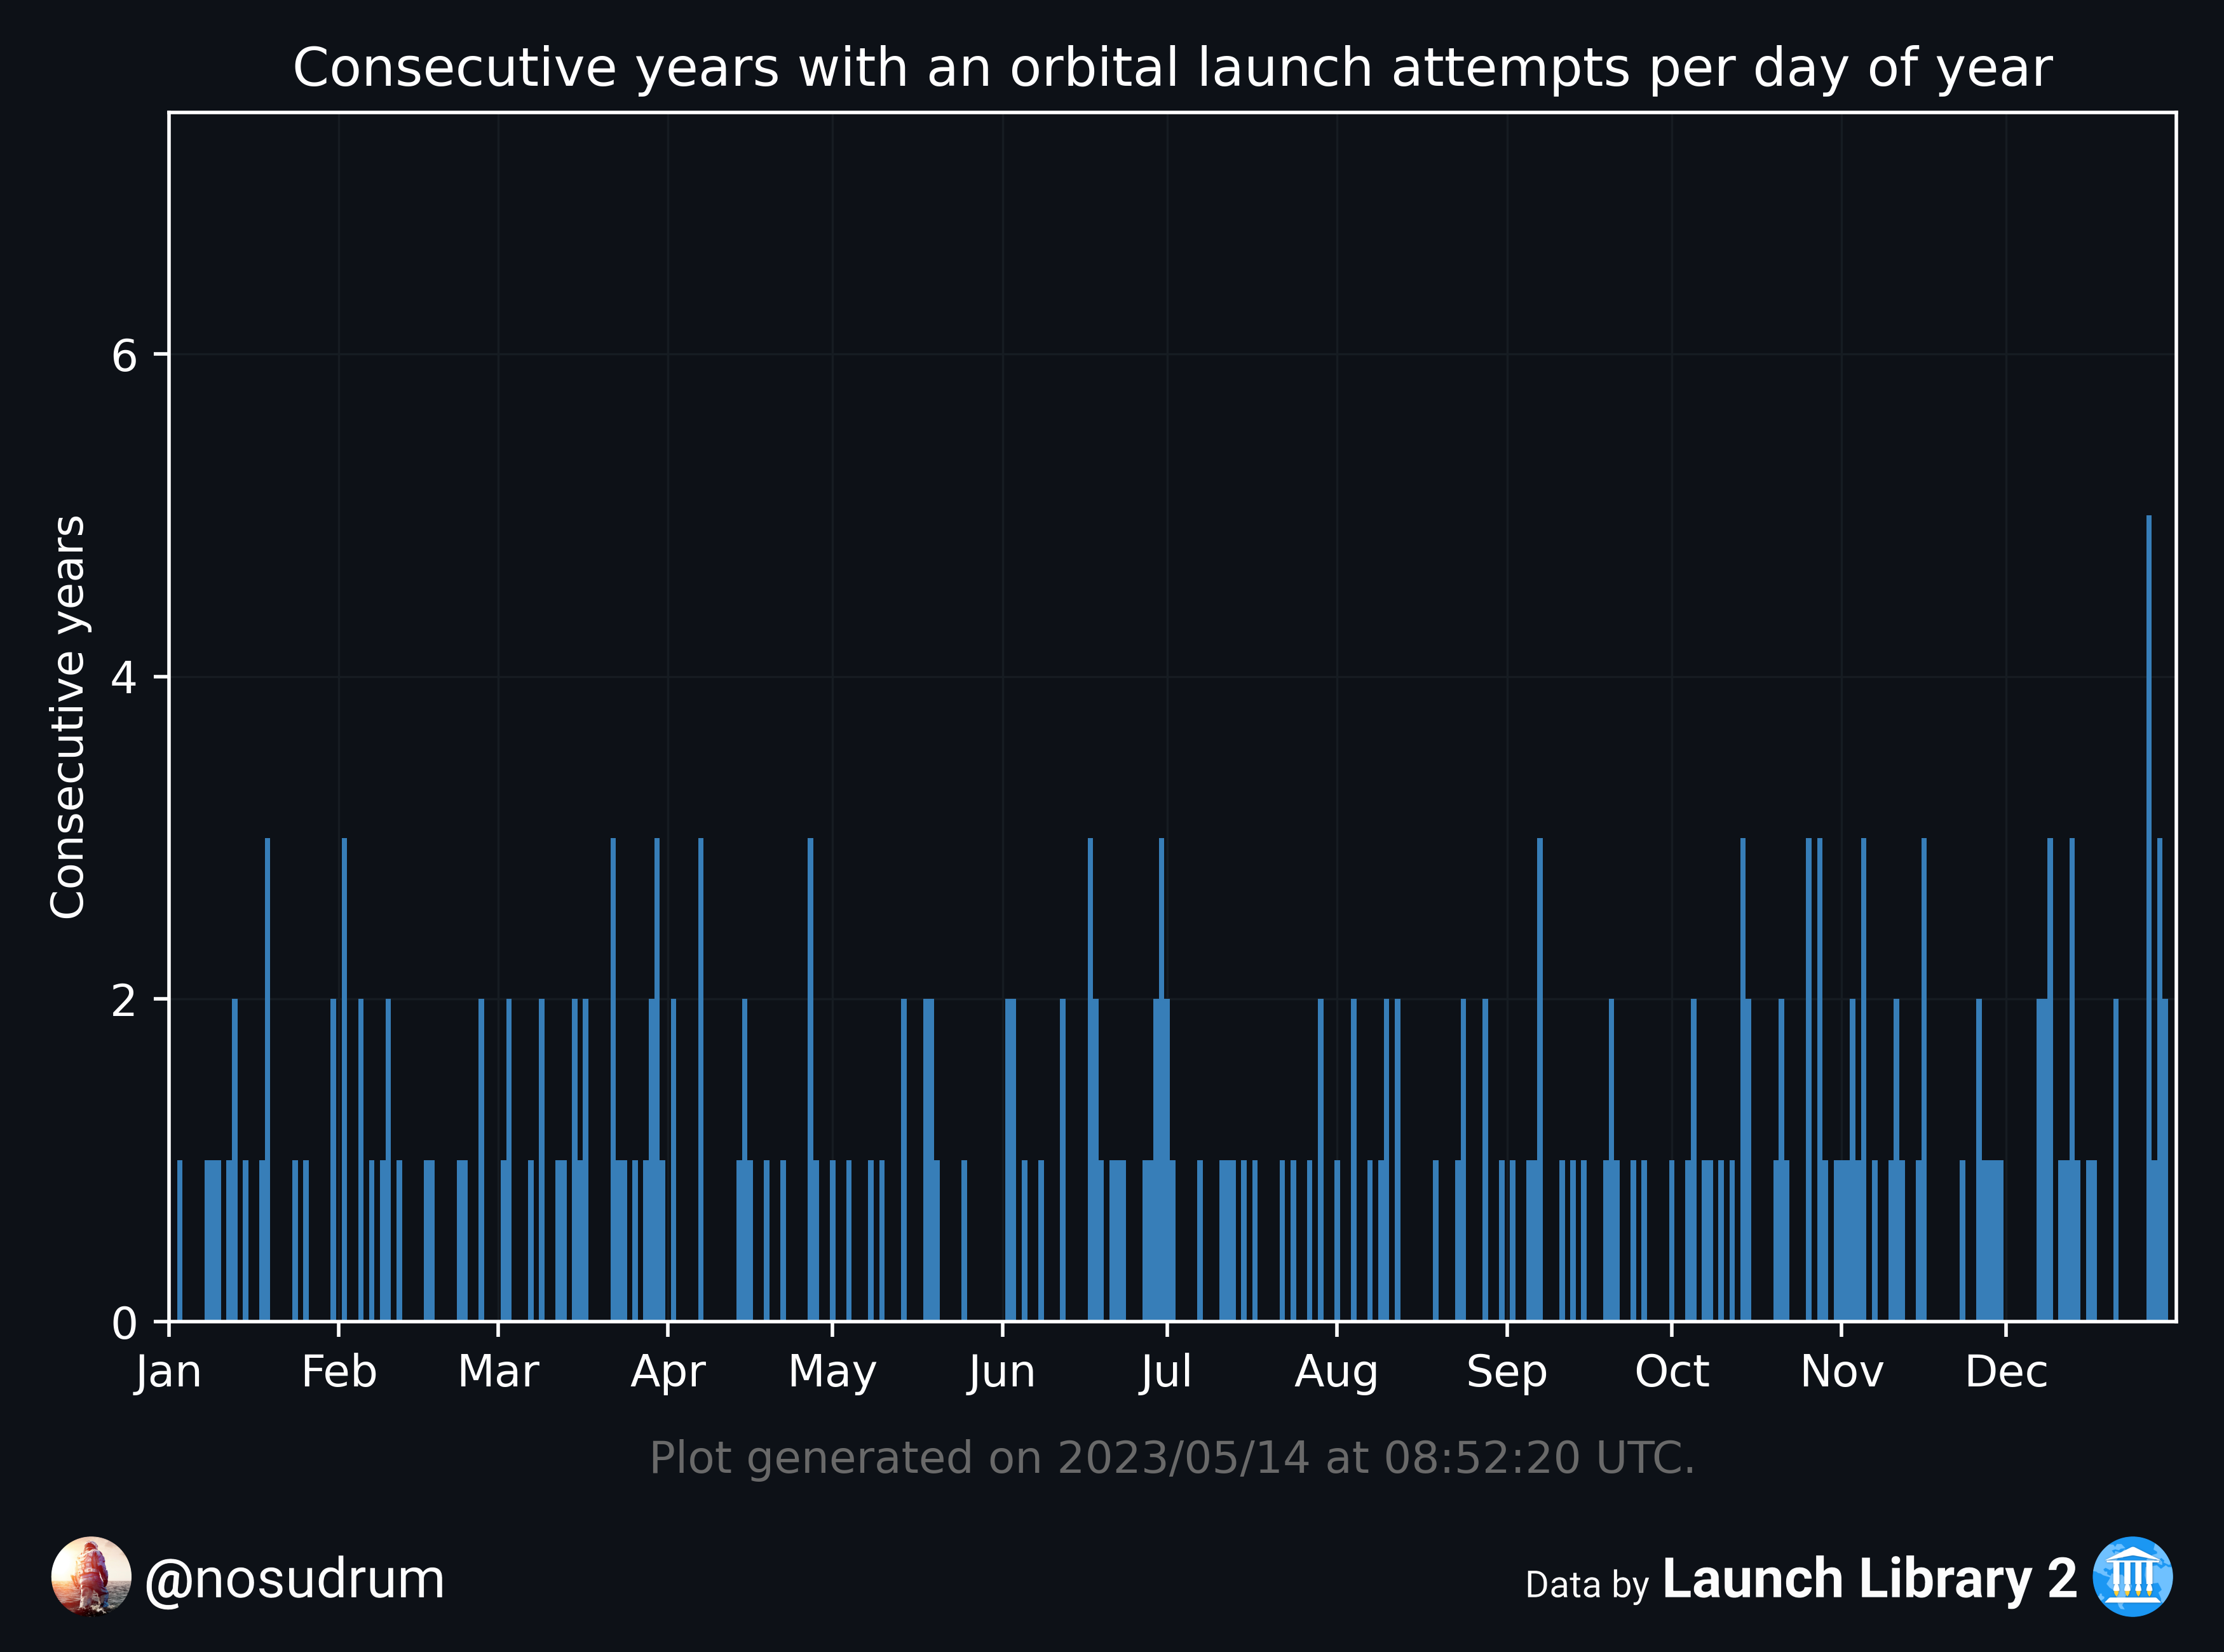 Consecutive years with an orbital launch attempts per day of year
Consecutive years
6
4
2
0
Jan Feb Mar Apr May Jun Jul Aug Sep Oct Nov Dec
Plot generated on 2023/05/14 at 08:52:20 UTC.
@nosudrum
Data by Launch Library 2